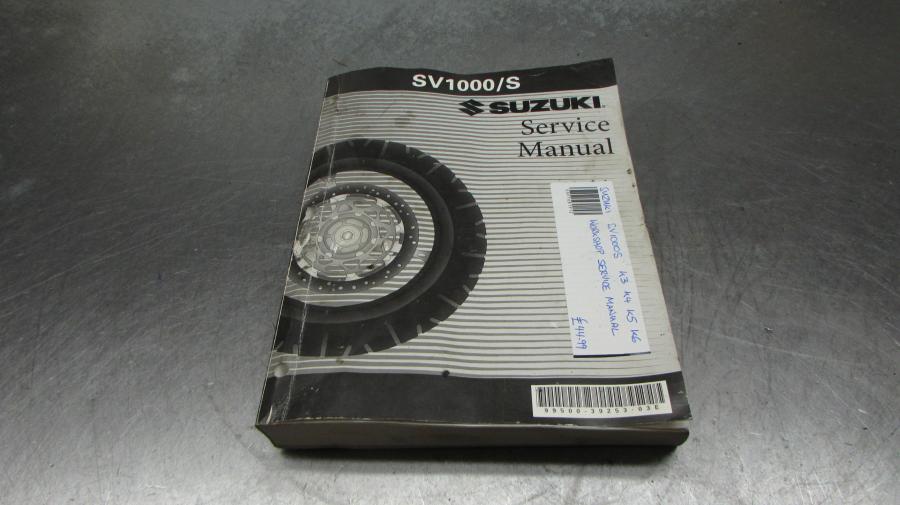 SV1000/S
SUZUKI
Service
Manual
SUZUKI SV1000S K3 K4 K5 K6
WORKSHOP SERVICE MANUAL
£44.99
99500-39253-03E